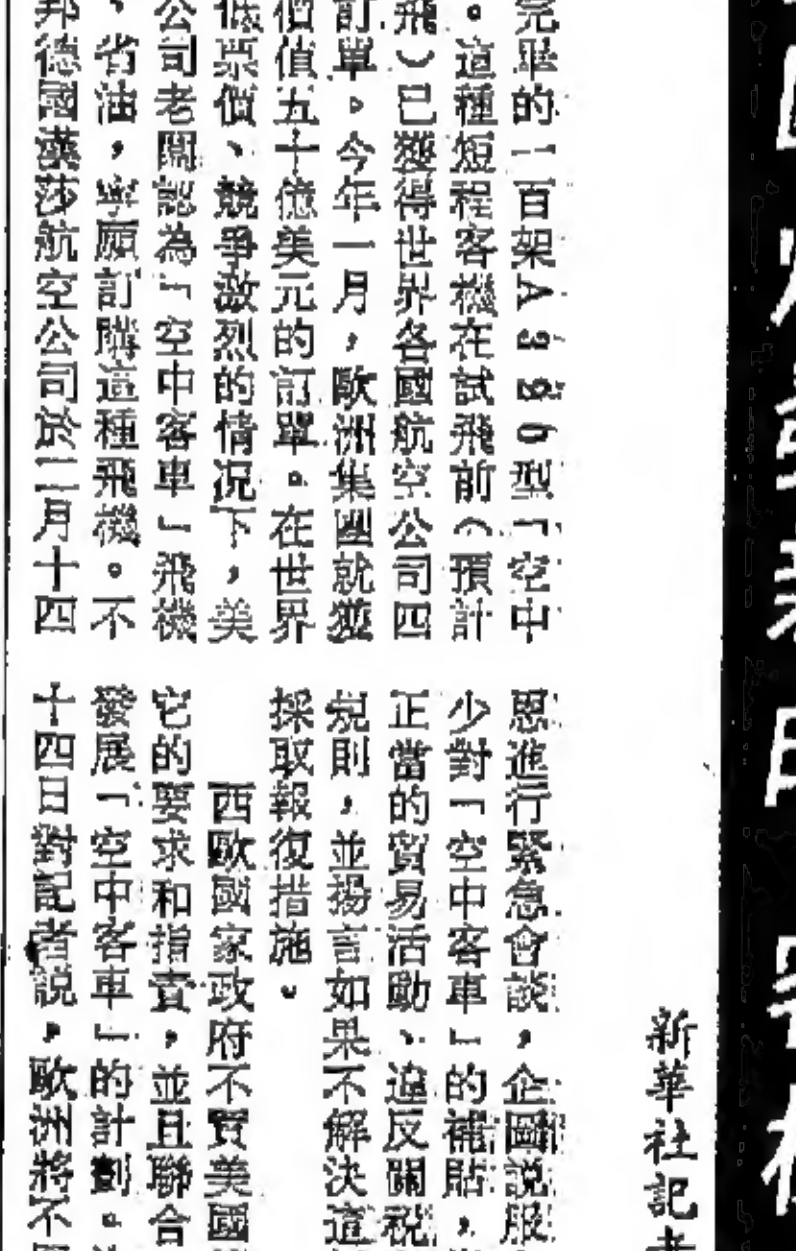 新華社記者
完畢的一百架A320型「空中
。這種短程客機在試飛前(預計
飛)已獲得世界各國航空公司四
訂單。今年一月,歐洲集團就獲
價值五十億美元的訂單。在世界
低票價、競爭激烈的情況下,美
公司老闆認為「空中客車」飛機
、省油,寧願訂購這種飛機。不
邦德國漢莎航空公司於二月十四
思進行緊急會談,企圖説服
少對「空中客車」的補貼,
正當的貿易活動、違反關税
規則,並揚言如果不解決這
採取報復措施。
西歐國家政府不買美國
它的要求和指責,並且聯合
發展「空中客車」的計劃。
十四日對記者説,歐洲將不